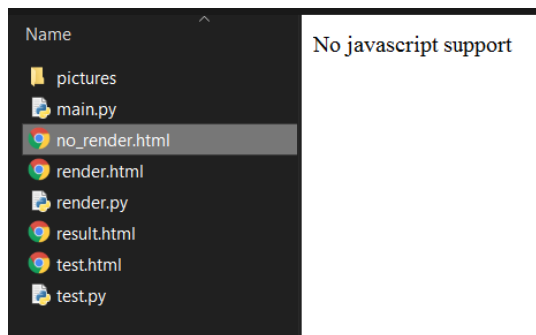 Name
pictures
main.py
no_render.html
render.html
render.py
result.html
test.html
test.py
No javascript support